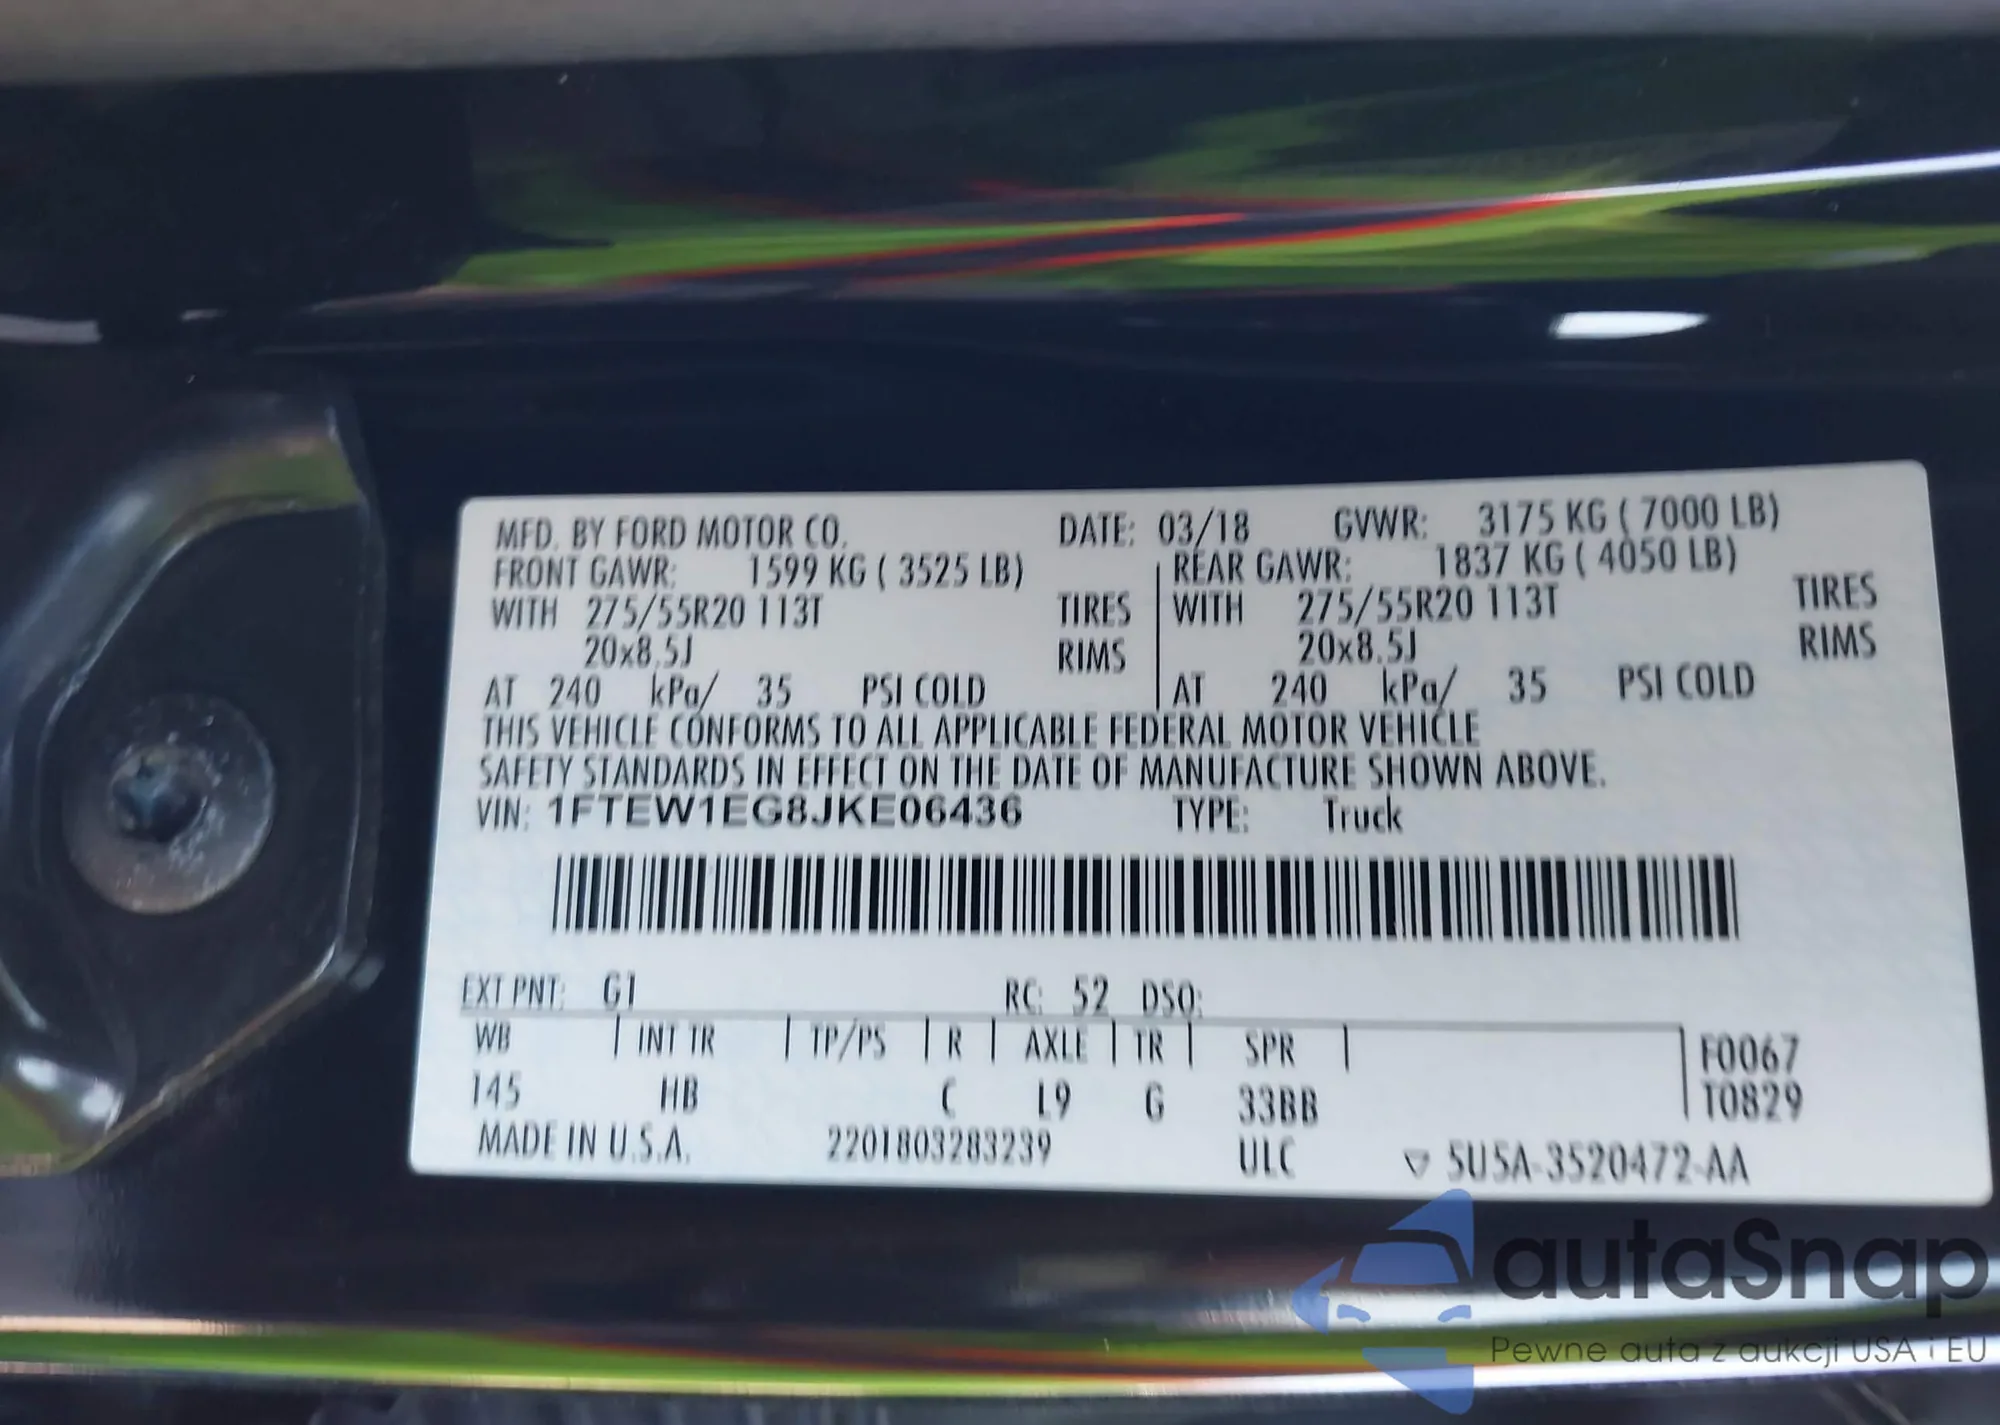 MFD. BY FORD MOTOR CO. DATE: 03/18 GVWR: 3175 KG ( 7000 LB)
FRONT GAWR: 1599 KG ( 3525 LB) REAR GAWR: 1837 KG ( 4050 LB)
WITH 275/55R20 113T TIRES WITH 275/55R20 113T TIRES
20x8.5J RIMS 20x8.5J RIMS
AT 240 kPa/ 35 PSI COLD AT 240 kPa/ 35 PSI COLD
THIS VEHICLE CONFORMS TO ALL APPLICABLE FEDERAL MOTOR VEHICLE
SAFETY STANDARDS IN EFFECT ON THE DATE OF MANUFACTURE SHOWN ABOVE.
VIN: 1FTEW1EG8JKE06436 TYPE: Truck
EXT PNT: G1 RC: 52 DSO:
WB INT TR TP/PS R AXLE TR SPR F0067
145 HB C L9 G 33BB T0829
MADE IN U.S.A. 2201803283239 ULC ▽ 5U5A-3520472-AA
autaSnap
Pewne auta z aukcji USA i EU